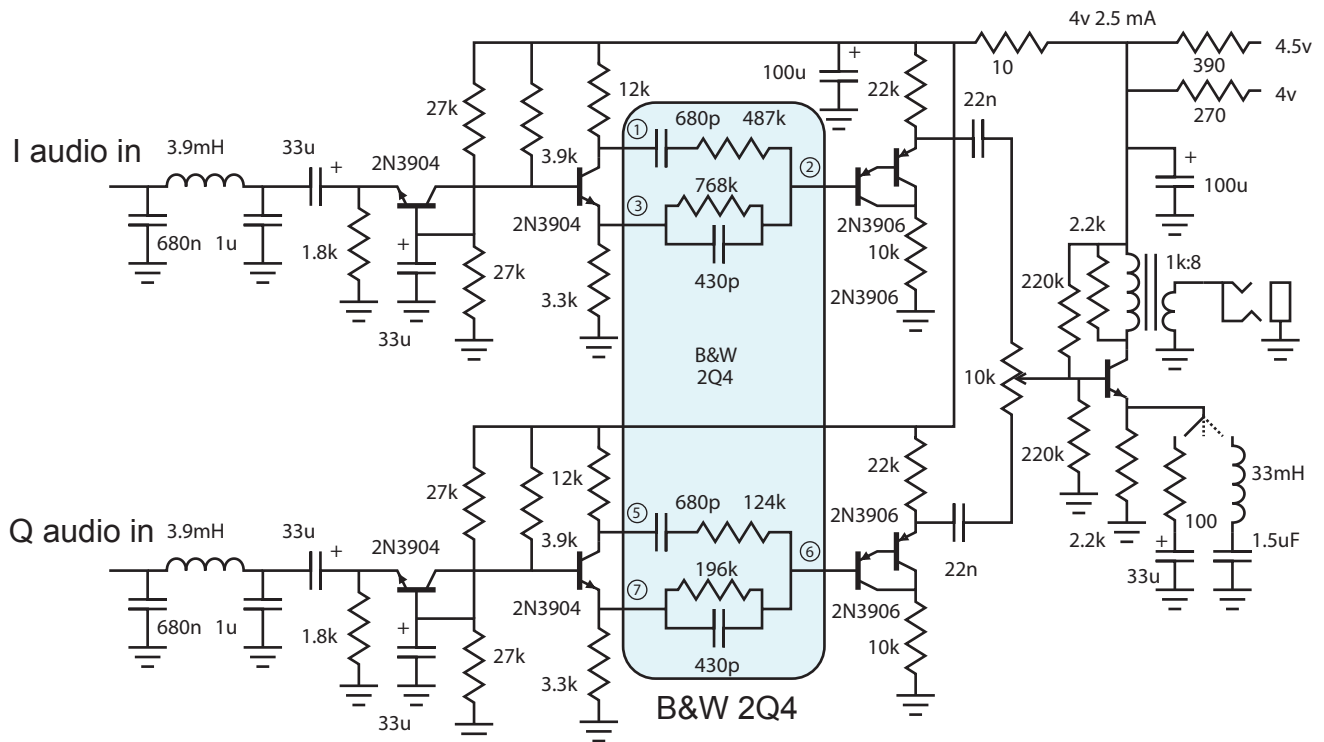 4v 2.5 mA
4.5v
10
390
4v
270
100u
+
12k
22k
22n
27k
680p
487k
①
I audio in
3.9mH
33u
+
2N3904
3.9k
②
768k
③
2N3904
680n
1u
1.8k
+
27k
3.3k
430p
33u
2N3906
10k
2N3906
+
100u
2.2k
1k:8
220k
B&W
2Q4
10k
220k
33mH
100
2.2k
+
33u
1.5uF
Q audio in
3.9mH
33u
+
2N3904
27k
12k
680p
124k
⑤
3.9k
⑥
196k
⑦
2N3904
680n
1u
1.8k
+
27k
3.3k
430p
33u
22k
2N3906
22n
2N3906
10k
B&W 2Q4